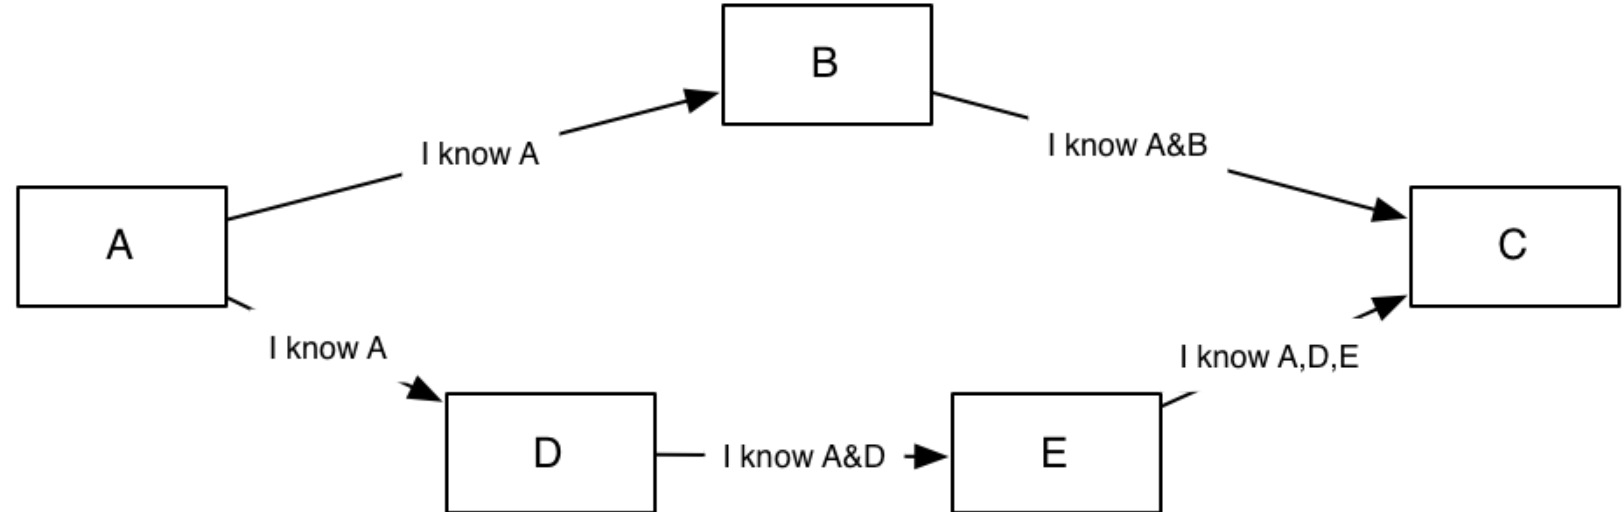 B
I know A
I know A&B
A
C
I know A
I know A,D,E
D
I know A&D
E